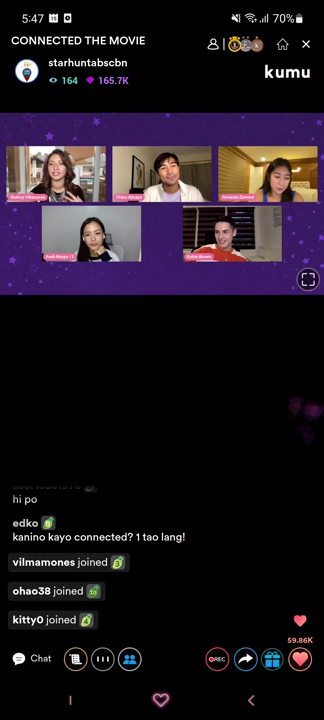 5:47
70%
CONNECTED THE MOVIE
starhuntabscbn
164
165.7K
kumu
hi po
edko
kanino kayo connected? 1 tao lang!
vilmamones joined
ohao38 joined
kitty0 joined
59.86K
Chat
REC